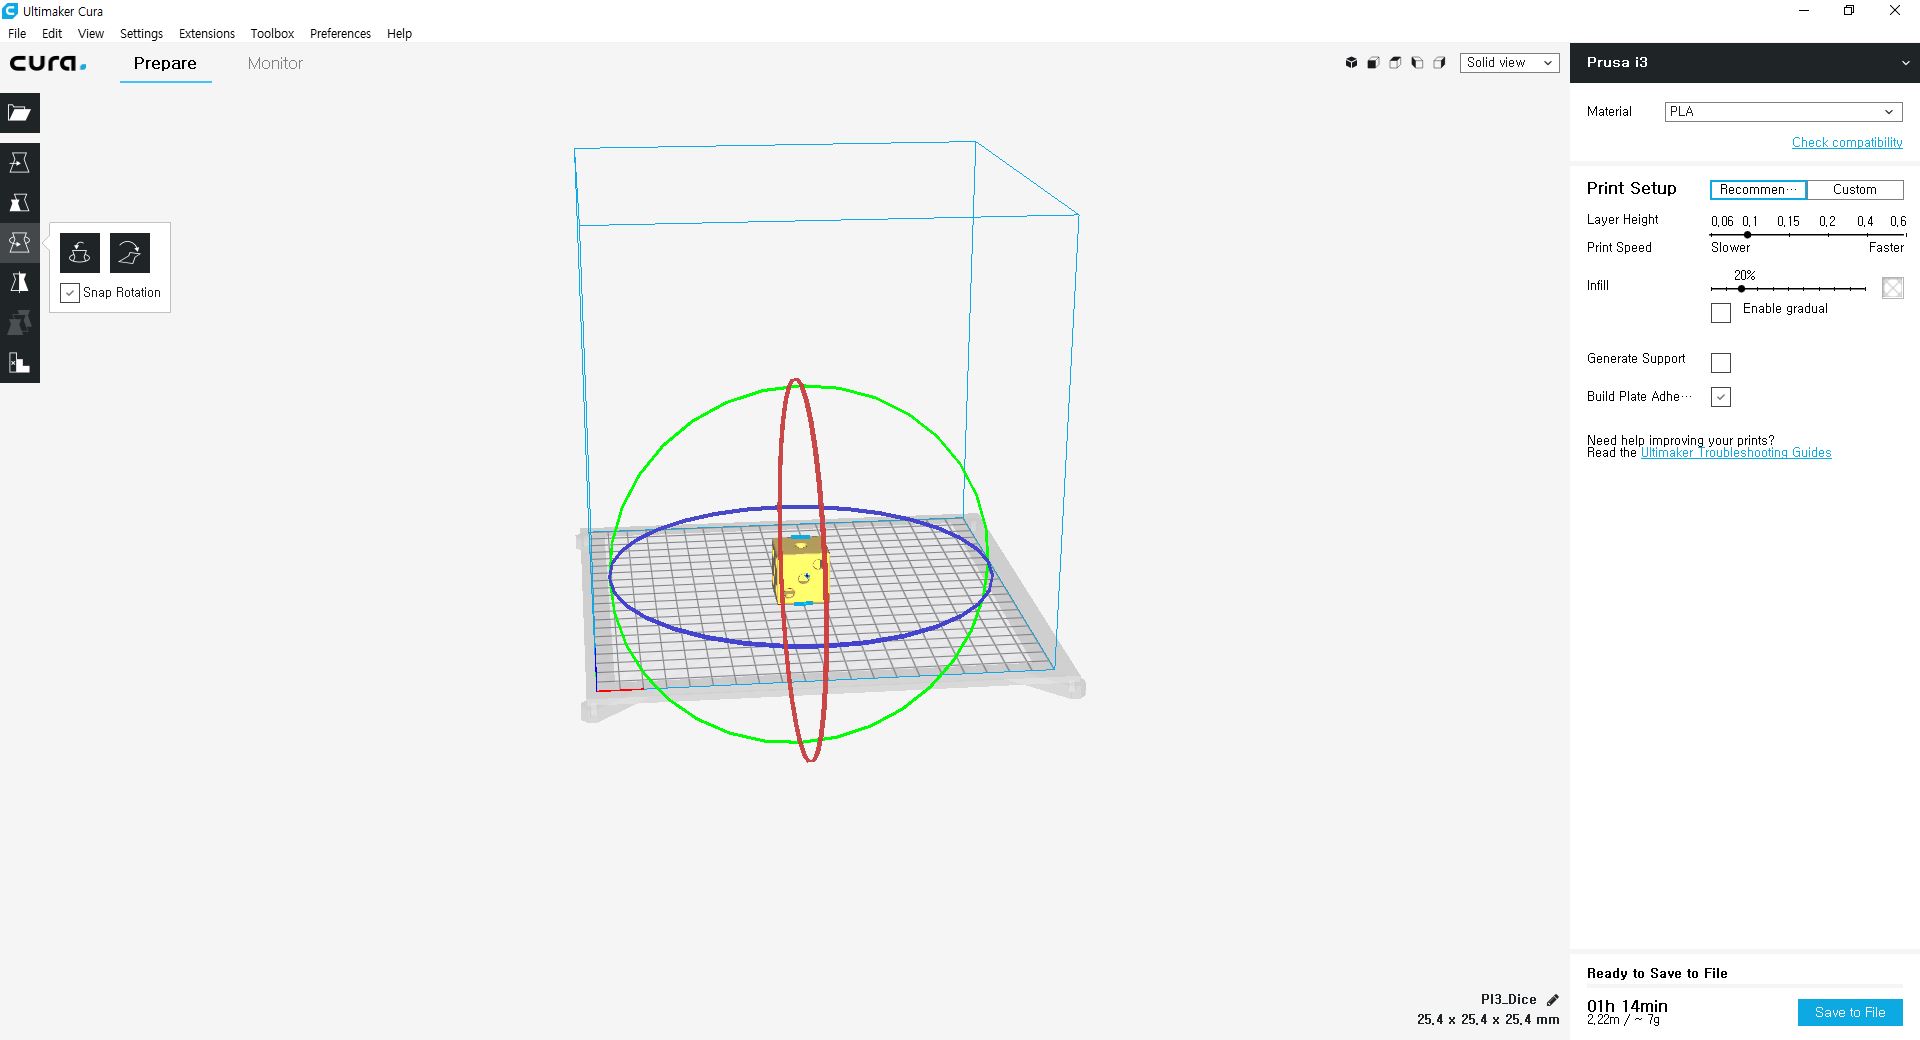 Ultimaker Cura
File Edit View Settings Extensions Toolbox Preferences Help
cura. Prepare Monitor
Solid view
Prusa i3
Material PLA
Check compatibility
Print Setup Recommen… Custom
Layer Height 0,06 0,1 0,15 0,2 0,4 0,6
Print Speed Slower Faster
20%
Infill
Enable gradual
Generate Support
Build Plate Adhe…
Need help improving your prints?
Read the Ultimaker Troubleshooting Guides
Snap Rotation
PI3_Dice
25,4 x 25,4 x 25,4 mm
Ready to Save to File
01h 14min
2,22m / ~ 7g
Save to File